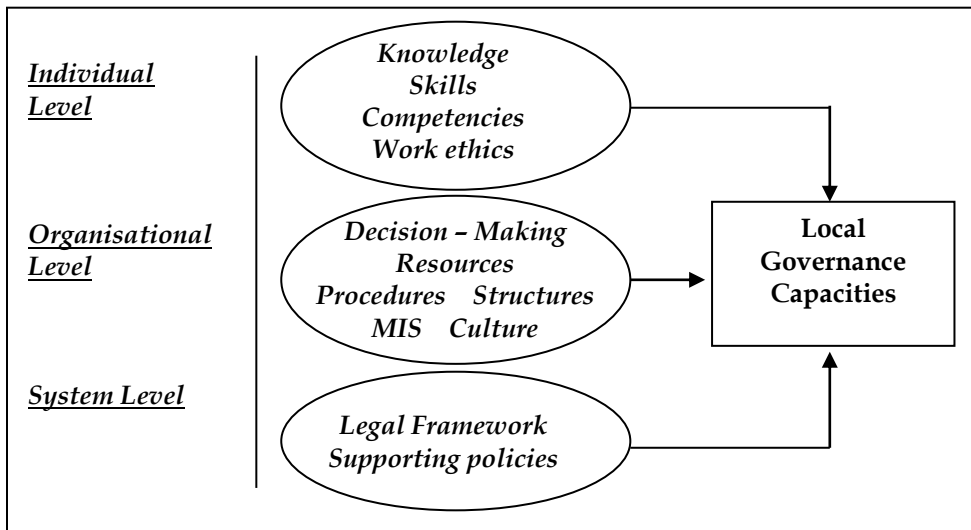 Individual
Level
Knowledge
Skills
Competencies
Work ethics
Organisational
Level
Decision – Making
Resources
Procedures Structures
MIS Culture
System Level
Legal Framework
Supporting policies
Local
Governance
Capacities